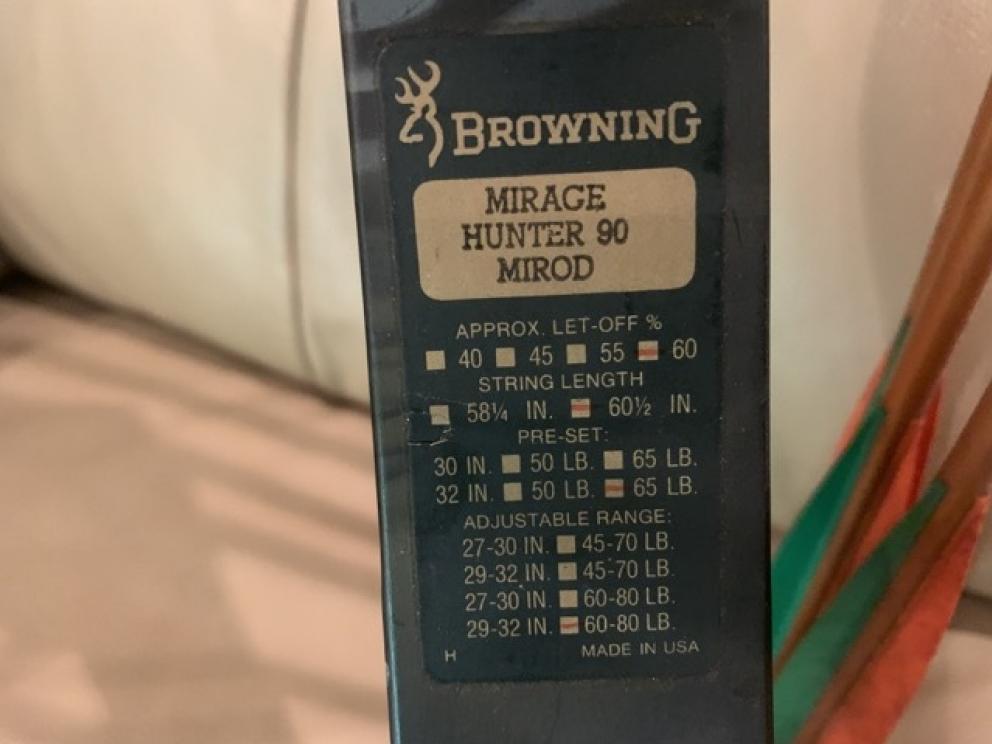 BROWNING
MIRAGE
HUNTER 90
MIROD
APPROX. LET-OFF %
40 45 55 60
STRING LENGTH
58¼ IN. 60½ IN.
PRE-SET:
30 IN. 50 LB. 65 LB.
32 IN. 50 LB. 65 LB.
ADJUSTABLE RANGE:
27-30 IN. 45-70 LB.
29-32 IN. 45-70 LB.
27-30 IN. 60-80 LB.
29-32 IN. 60-80 LB.
H MADE IN USA